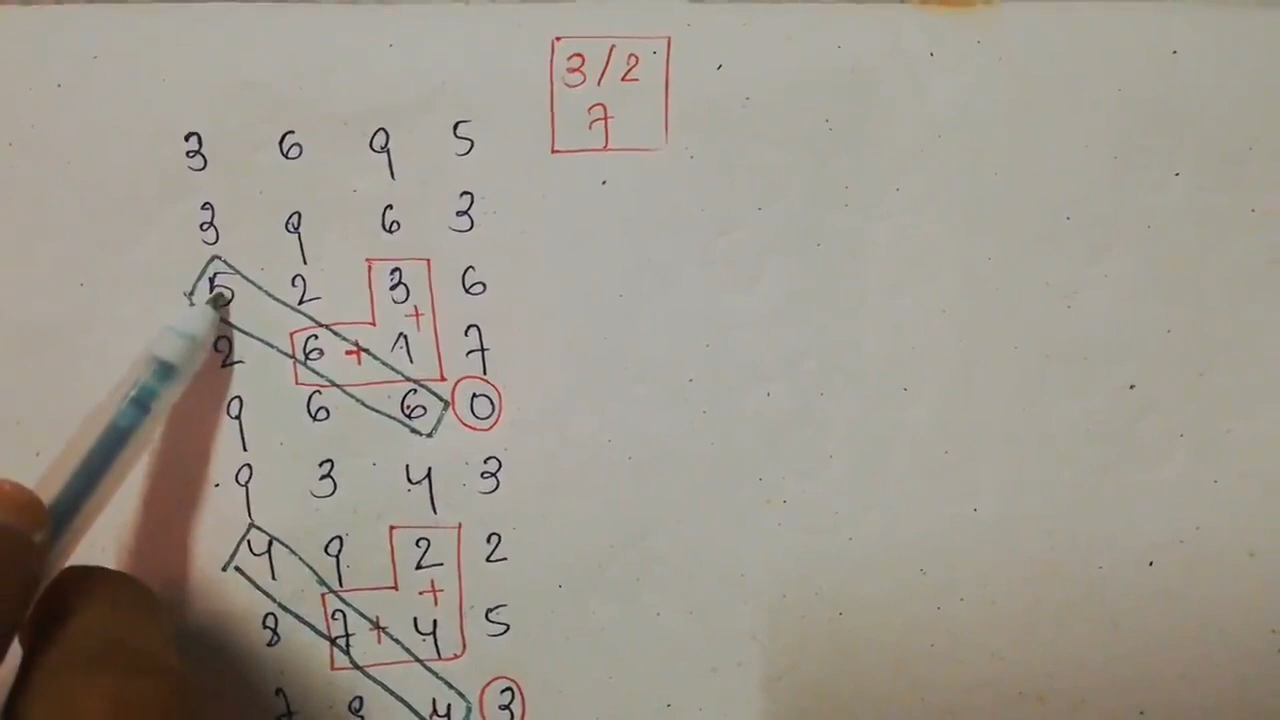 3/2
7
3 6 9 5
3 9 6 3
5 2 3 6
+
2 6 + 1 7
9 6 6 0
9 3 4 3
4 9 2 2
+
8 7 + 4 5
4 3